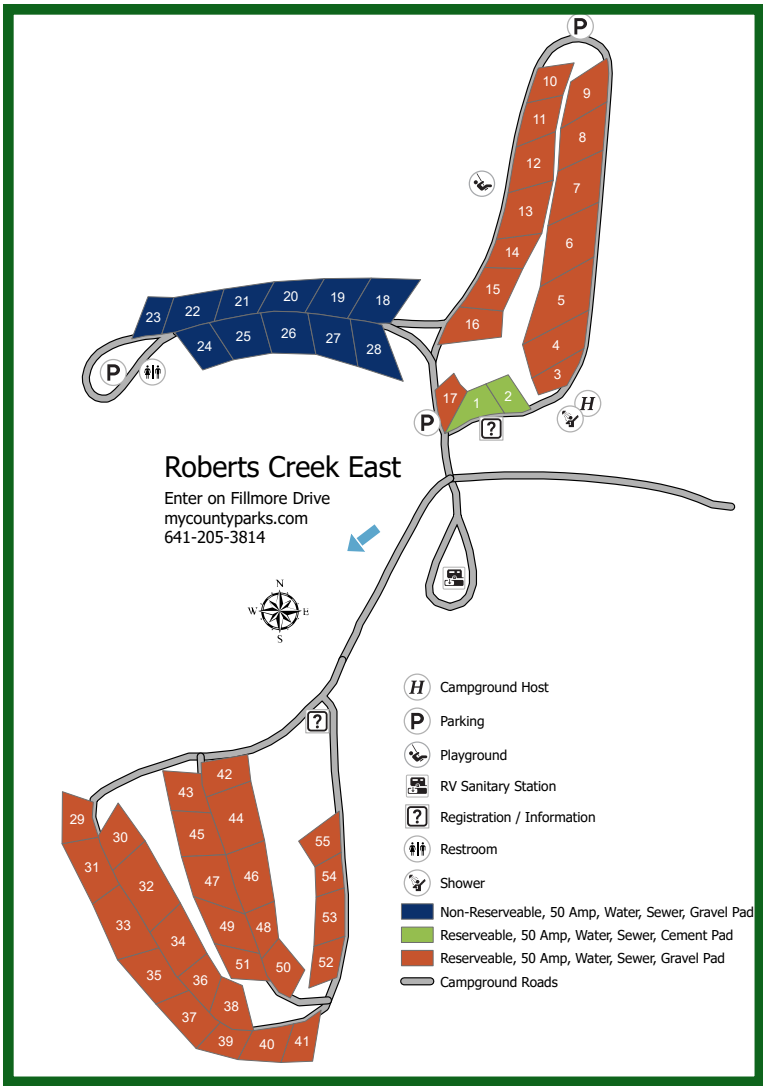 P
10
9
11
8
12
7
13
6
14
15
5
16
4
3
23
22
21
20
19
18
24
25
26
27
28
P
17
1
2
H
P
?
Roberts Creek East
Enter on Fillmore Drive
mycountyparks.com
641-205-3814
N
W
E
S
?
42
43
44
45
29
30
31
32
33
34
35
36
37
38
39
40
41
46
47
48
49
50
51
55
54
53
52
H Campground Host
P Parking
Playground
RV Sanitary Station
? Registration / Information
Restroom
Shower
Non-Reserveable, 50 Amp, Water, Sewer, Gravel Pad
Reserveable, 50 Amp, Water, Sewer, Cement Pad
Reserveable, 50 Amp, Water, Sewer, Gravel Pad
Campground Roads